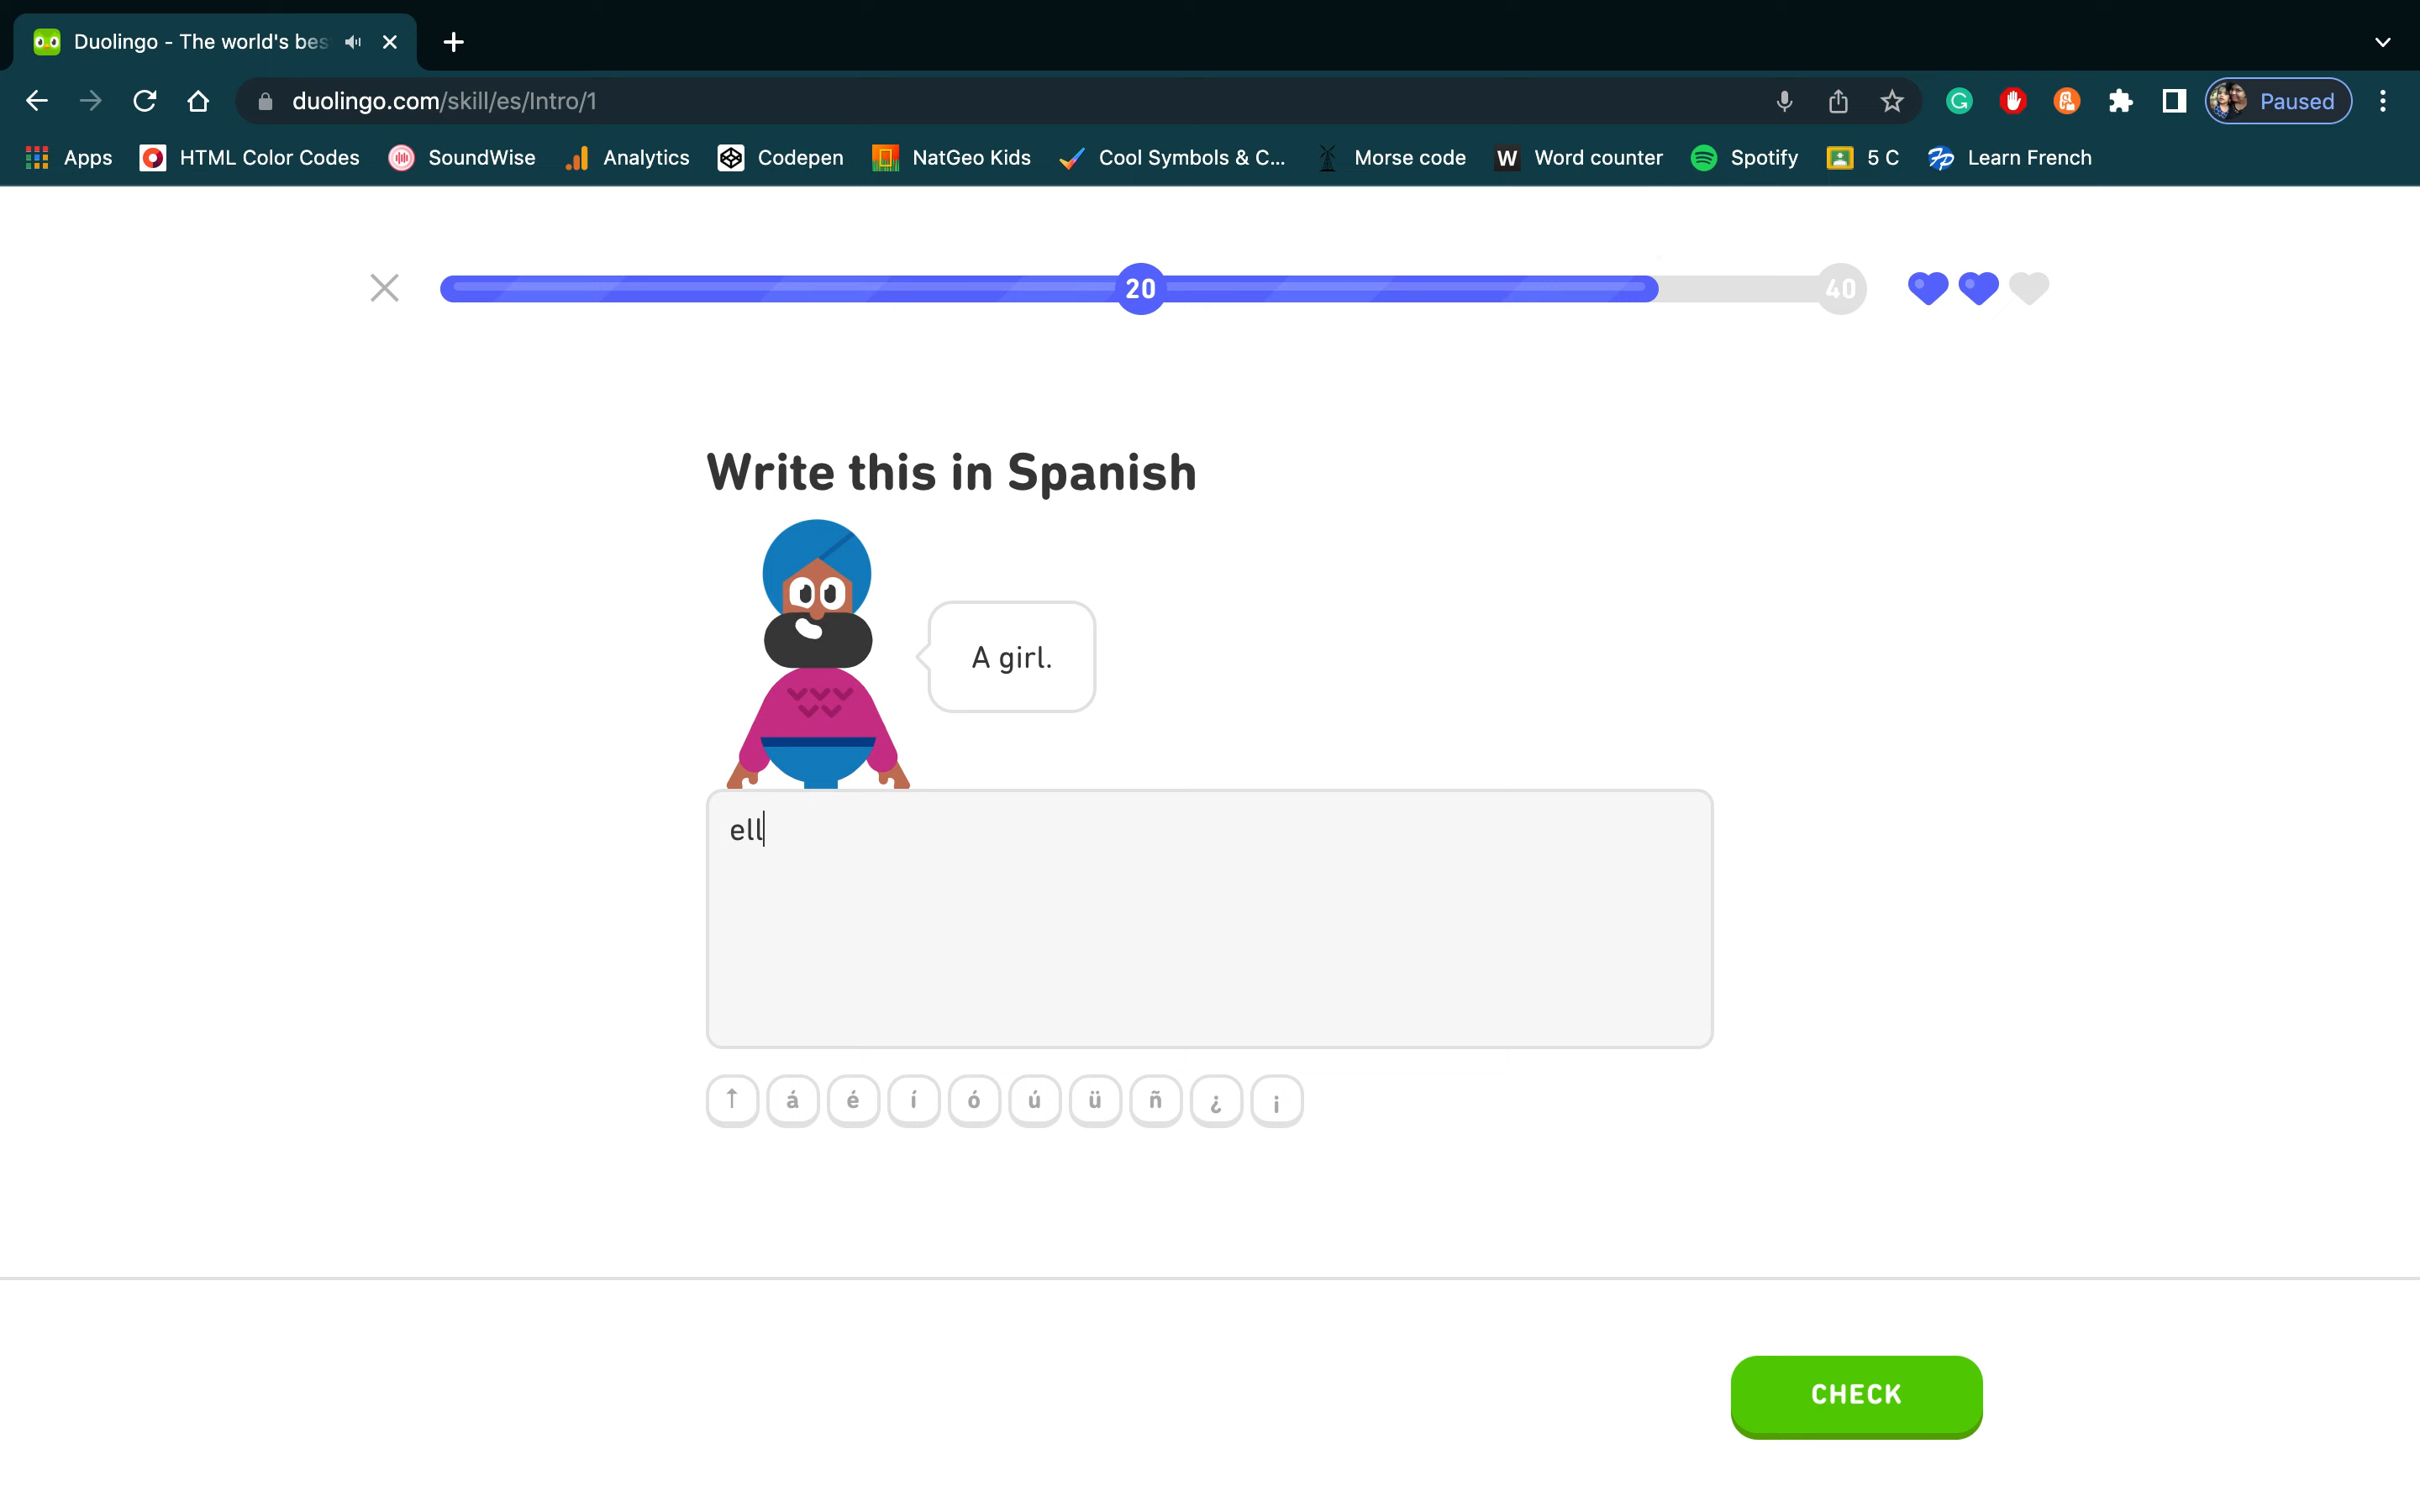 Duolingo - The world's bes
duolingo.com/skill/es/Intro/1
Paused
Apps
HTML Color Codes
SoundWise
Analytics
Codepen
NatGeo Kids
Cool Symbols & C...
Morse code
W Word counter
Spotify
5 C
Learn French
20
40
Write this in Spanish
A girl.
ell
↑ á é í ó ú ü ñ ¿ ¡
CHECK